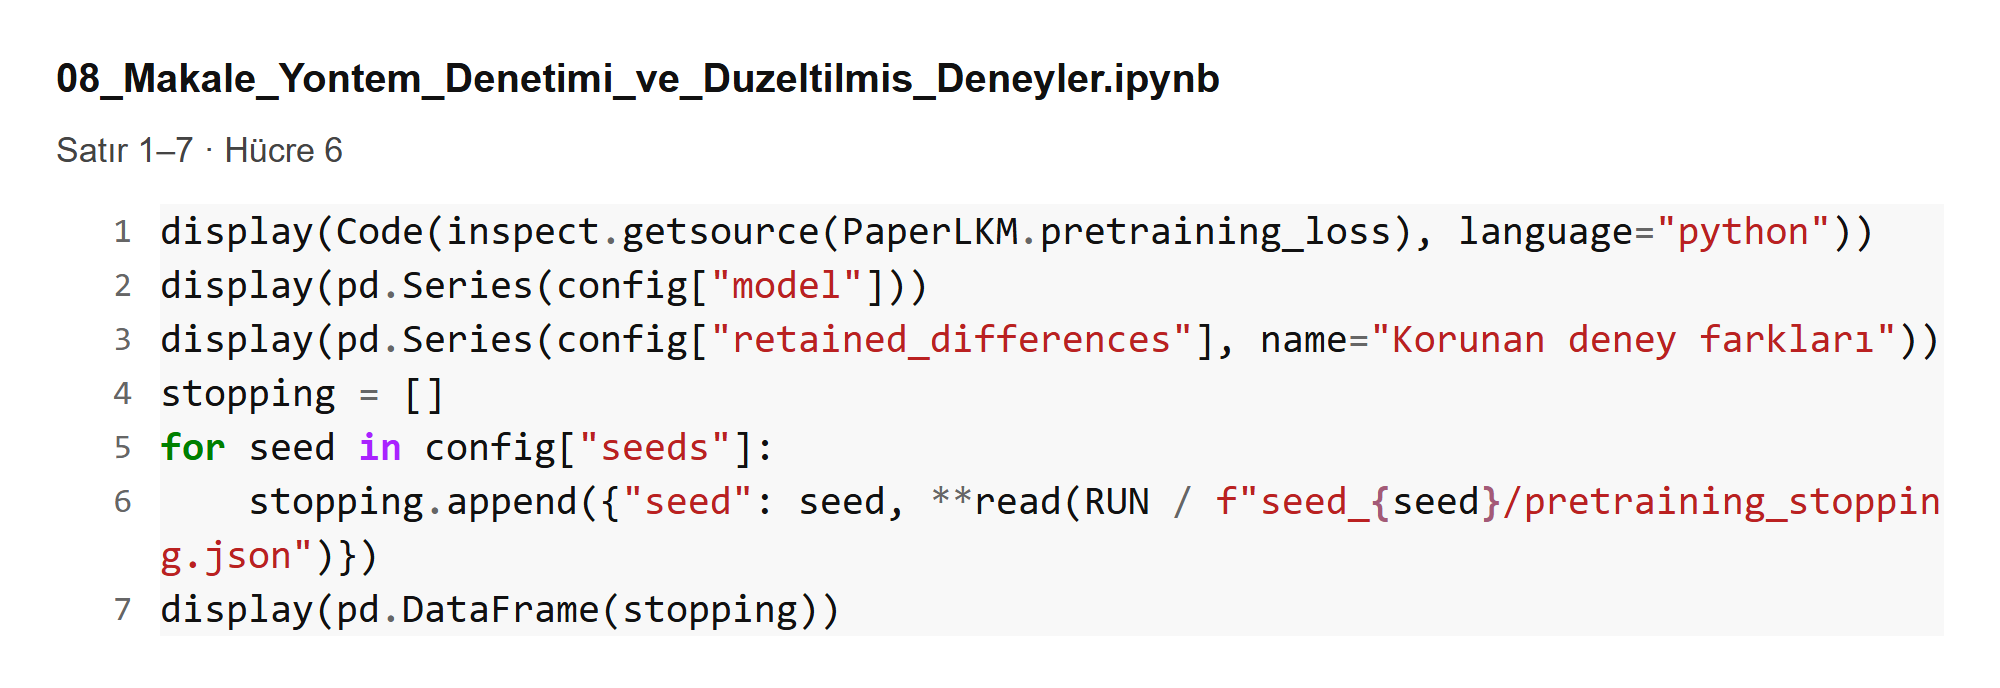 08_Makale_Yontem_Denetimi_ve_Duzeltilmis_Deneyler.ipynb
Satır 1–7 · Hücre 6
1 display(Code(inspect.getsource(PaperLKM.pretraining_loss), language="python"))
2 display(pd.Series(config["model"]))
3 display(pd.Series(config["retained_differences"], name="Korunan deney farkları"))
4 stopping = []
5 for seed in config["seeds"]:
6     stopping.append({"seed": seed, **read(RUN / f"seed_{seed}/pretraining_stoppin
g.json")})
7 display(pd.DataFrame(stopping))